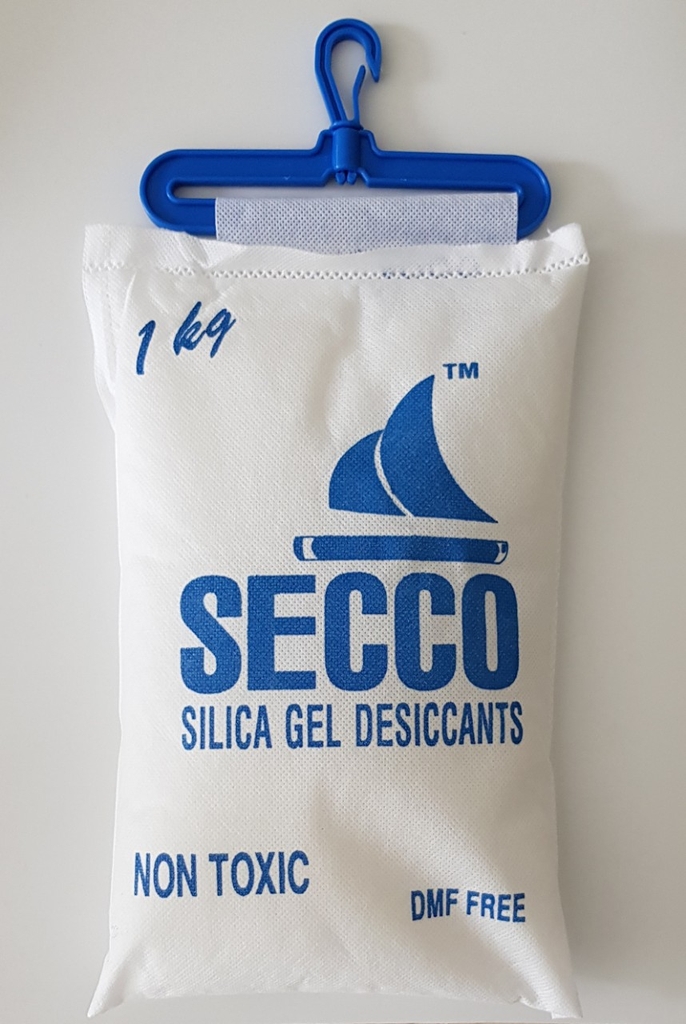 1 kg
TM
SECCO
SILICA GEL DESICCANTS
NON TOXIC
DMF FREE